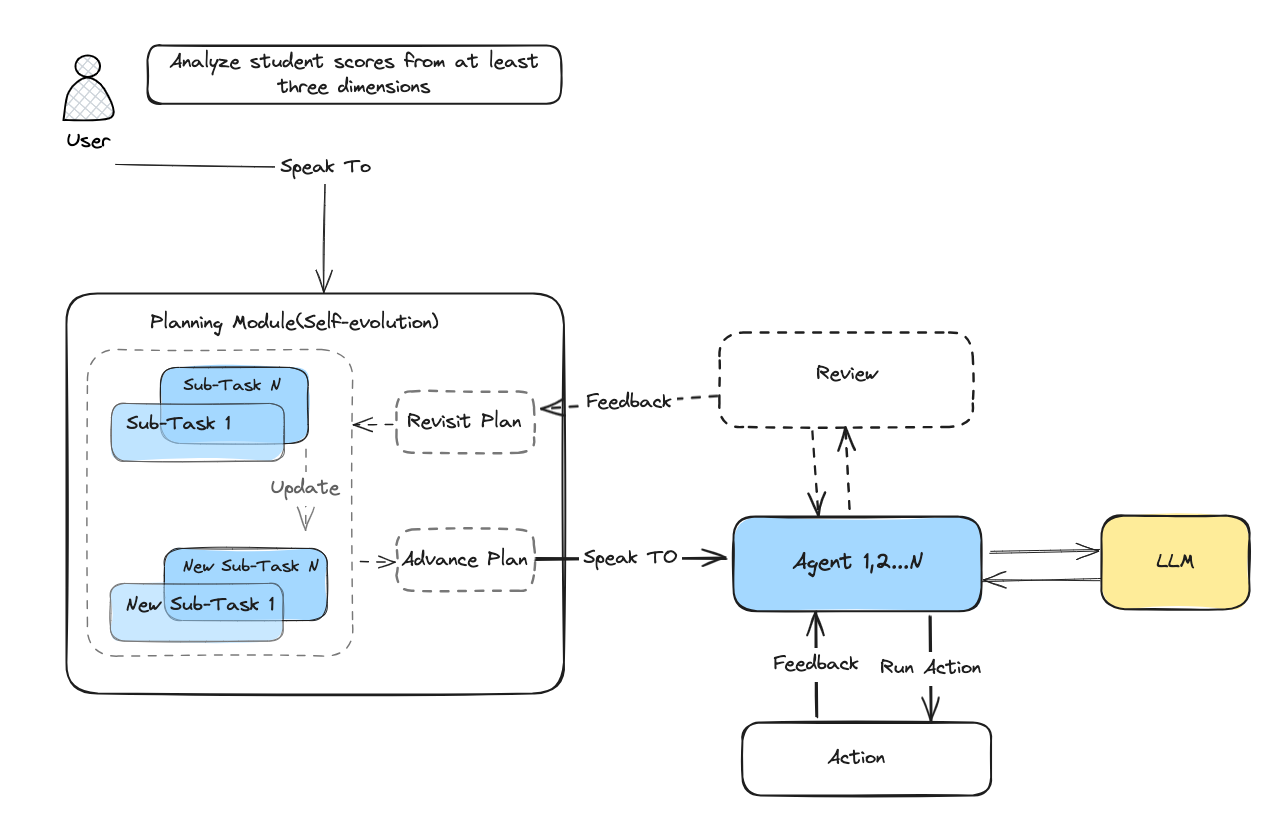 Analyze student scores from at least
three dimensions
User
Speak To
Planning Module(Self-evolution)
Sub-Task N
Sub-Task 1
Update
New Sub-Task N
New Sub-Task 1
Revisit Plan
Advance Plan
Feedback
Review
Speak TO
Agent 1,2...N
LLM
Feedback
Run Action
Action